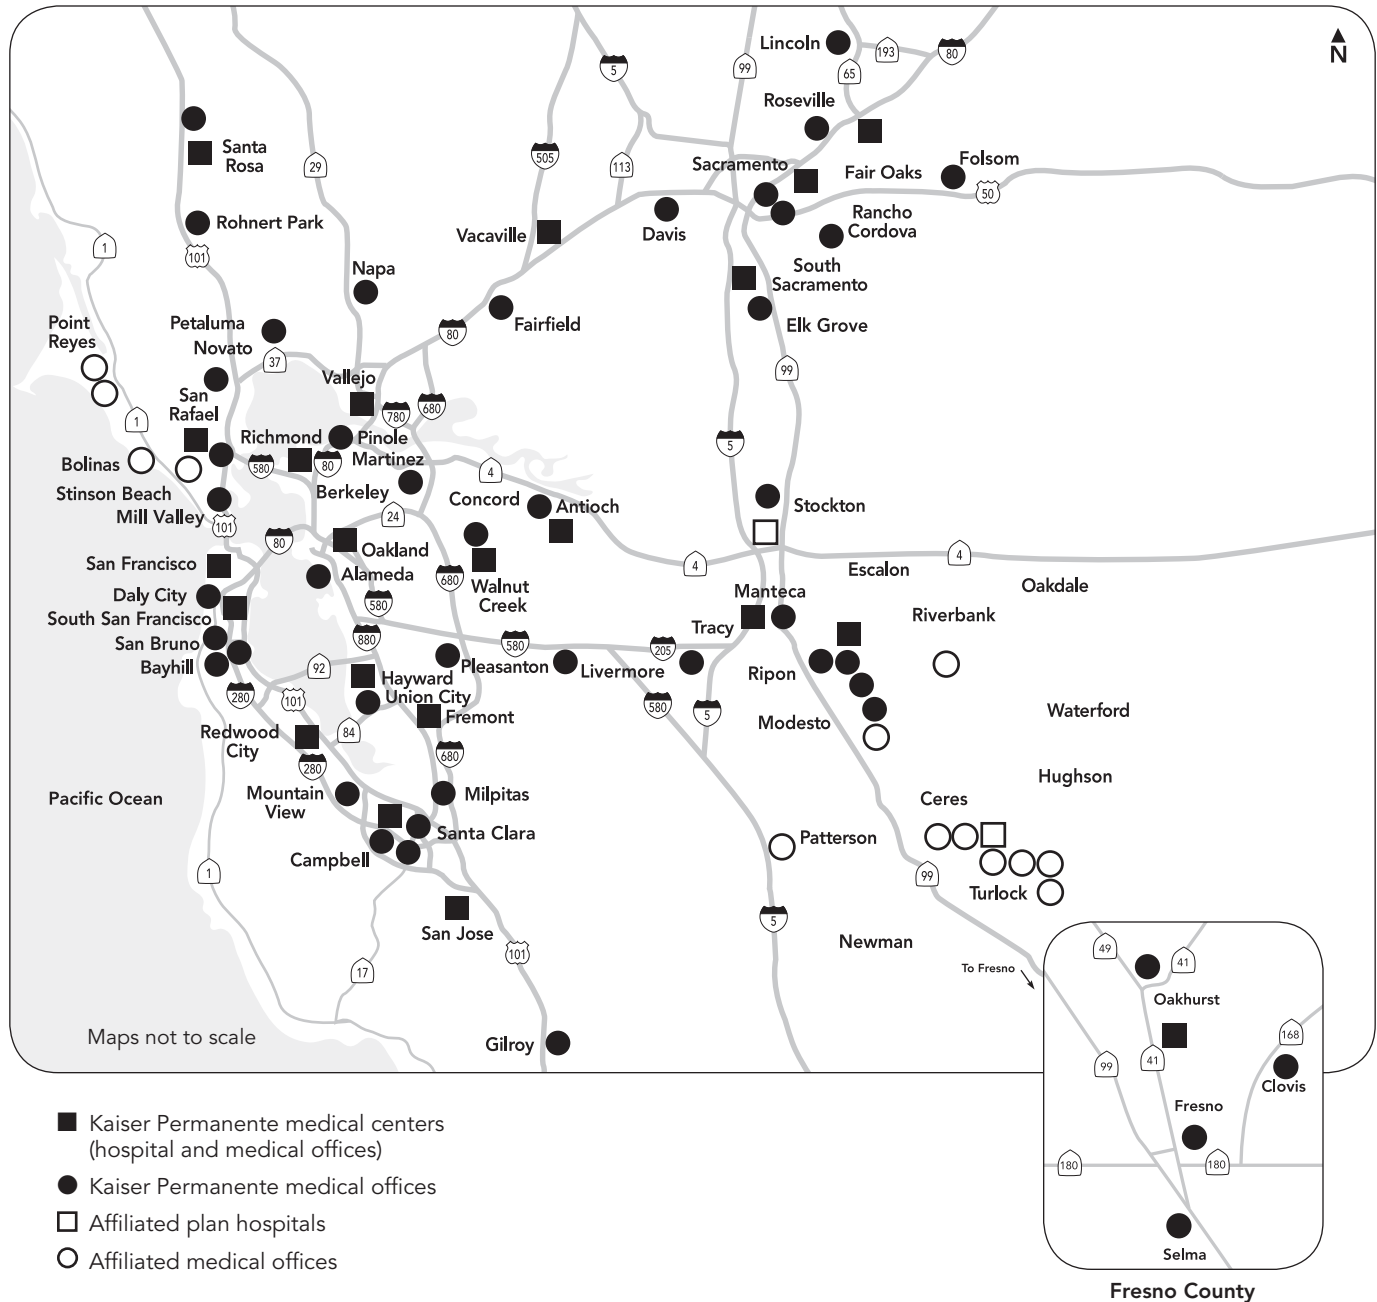 Lincoln
193
80
N
5
99
65
Roseville
Santa
Rosa
29
505
113
Sacramento
Fair Oaks
Folsom
50
Rohnert Park
Vacaville
Davis
Rancho
Cordova
1
101
Napa
South
Sacramento
Point
Reyes
Petaluma
Novato
Fairfield
80
Elk Grove
37
99
Vallejo
San
Rafael
780
680
1
Richmond
Pinole
5
Bolinas
580
80
Martinez
4
Stinson Beach
Berkeley
Concord
Antioch
Stockton
Mill Valley
101
24
80
Oakland
San Francisco
Alameda
680
Walnut
Creek
4
4
Escalon
Oakdale
Daly City
580
Manteca
South San Francisco
Tracy
Riverbank
San Bruno
880
580
205
Bayhill
92
Pleasanton
Livermore
Ripon
Hayward
280
101
Union City
580
5
Modesto
Waterford
Redwood
City
84
Fremont
280
680
Hughson
Pacific Ocean
Mountain
View
Milpitas
Ceres
Santa Clara
Patterson
Campbell
1
99
Turlock
San Jose
5
101
Newman
17
To Fresno
49
41
Oakhurst
Maps not to scale
Gilroy
168
99
41
Clovis
Fresno
180
180
Selma
Fresno County
Kaiser Permanente medical centers
(hospital and medical offices)
Kaiser Permanente medical offices
Affiliated plan hospitals
Affiliated medical offices